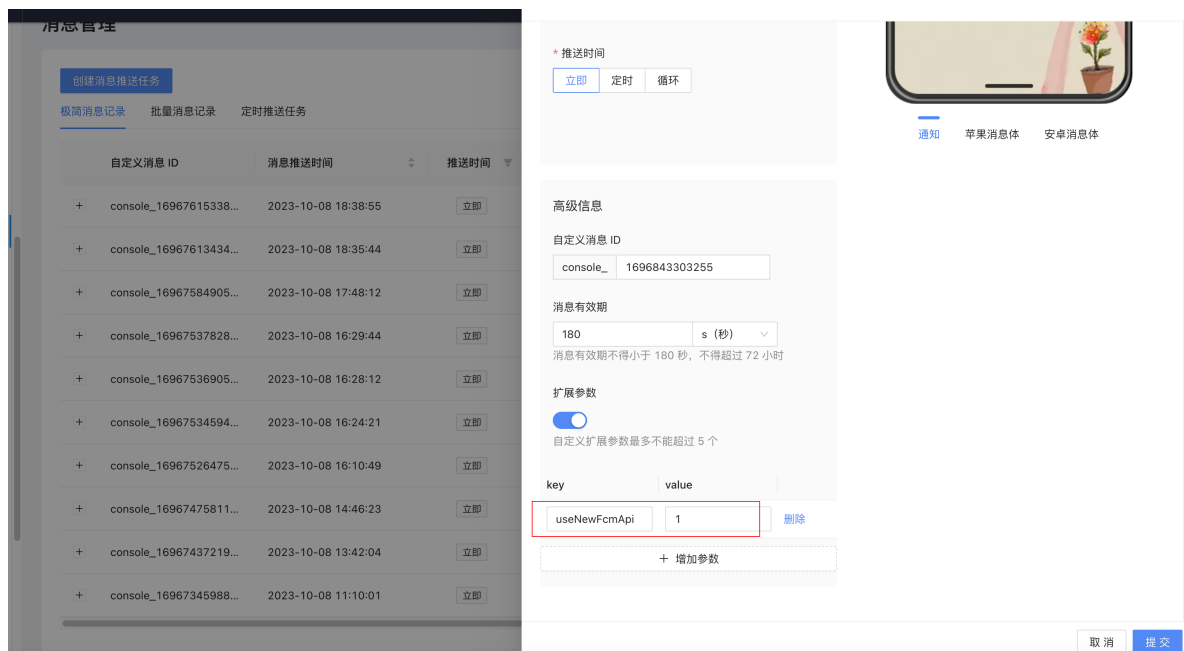 消息管理
创建消息推送任务
极简消息记录 批量消息记录 定时推送任务
自定义消息 ID 消息推送时间 推送时间
+ console_16967615338... 2023-10-08 18:38:55 立即
+ console_16967613434... 2023-10-08 18:35:44 立即
+ console_16967584905... 2023-10-08 17:48:12 立即
+ console_16967537828... 2023-10-08 16:29:44 立即
+ console_16967536905... 2023-10-08 16:28:12 立即
+ console_16967534594... 2023-10-08 16:24:21 立即
+ console_16967526475... 2023-10-08 16:10:49 立即
+ console_16967475811... 2023-10-08 14:46:23 立即
+ console_16967437219... 2023-10-08 13:42:04 立即
+ console_16967345988... 2023-10-08 11:10:01 立即
* 推送时间
立即 定时 循环
高级信息
自定义消息 ID
console_ 1696843303255
消息有效期
180 s（秒）
消息有效期不得小于 180 秒，不得超过 72 小时
扩展参数
自定义扩展参数最多不能超过 5 个
key value
useNewFcmApi 1 删除
+ 增加参数
通知 苹果消息体 安卓消息体
取 消 提 交